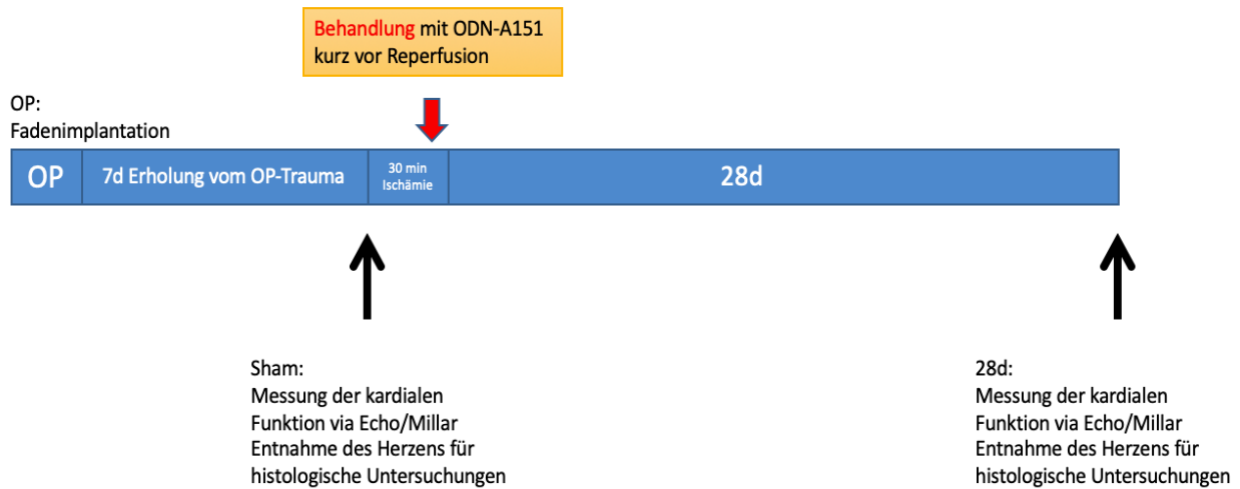 Behandlung mit ODN-A151
kurz vor Reperfusion
OP:
Fadenimplantation
OP
7d Erholung vom OP-Trauma
30 min
Ischämie
28d
Sham:
Messung der kardialen
Funktion via Echo/Millar
Entnahme des Herzens für
histologische Untersuchungen
28d:
Messung der kardialen
Funktion via Echo/Millar
Entnahme des Herzens für
histologische Untersuchungen